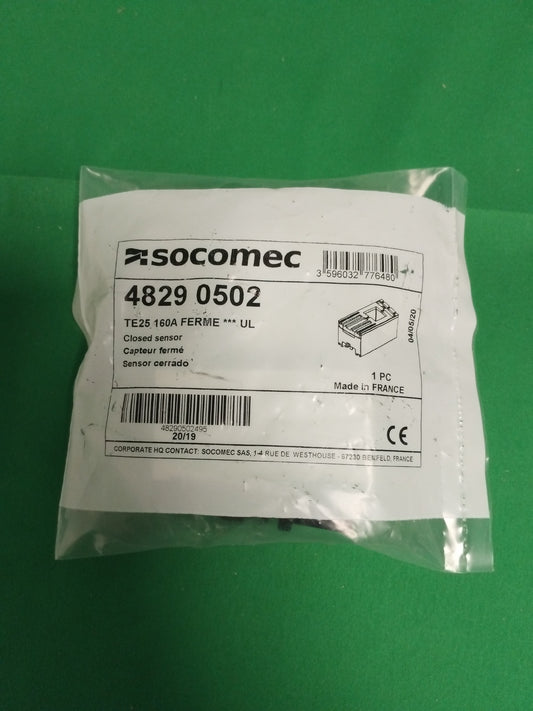 socomec
3 596032 776480
4829 0502
TE25 160A FERME *** UL
Closed sensor
Capteur fermé
Sensor cerrado
04/05/20
1 PC
Made in FRANCE
48290502495
20/19
CE
CORPORATE HQ CONTACT: SOCOMEC SAS, 1-4 RUE DE WESTHOUSE - 67230 BENFELD, FRANCE